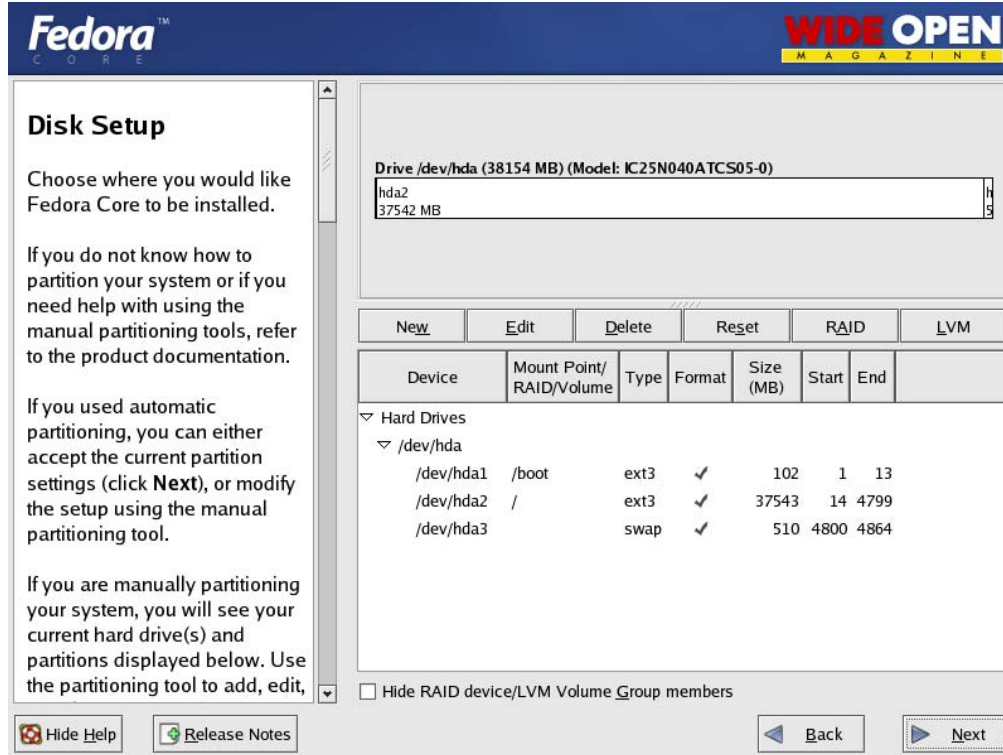 Fedora™
CORE
WIDE OPEN
MAGAZINE
Disk Setup
Choose where you would like
Fedora Core to be installed.
If you do not know how to
partition your system or if you
need help with using the
manual partitioning tools, refer
to the product documentation.
If you used automatic
partitioning, you can either
accept the current partition
settings (click Next), or modify
the setup using the manual
partitioning tool.
If you are manually partitioning
your system, you will see your
current hard drive(s) and
partitions displayed below. Use
the partitioning tool to add, edit,
Drive /dev/hda (38154 MB) (Model: IC25N040ATCS05-0)
hda2 h
37542 MB 5
New Edit Delete Reset RAID LVM
Device Mount Point/ RAID/Volume Type Format Size (MB) Start End
Hard Drives
/dev/hda
/dev/hda1 /boot ext3 ✓ 102 1 13
/dev/hda2 / ext3 ✓ 37543 14 4799
/dev/hda3 swap ✓ 510 4800 4864
Hide RAID device/LVM Volume Group members
Hide Help Release Notes Back Next